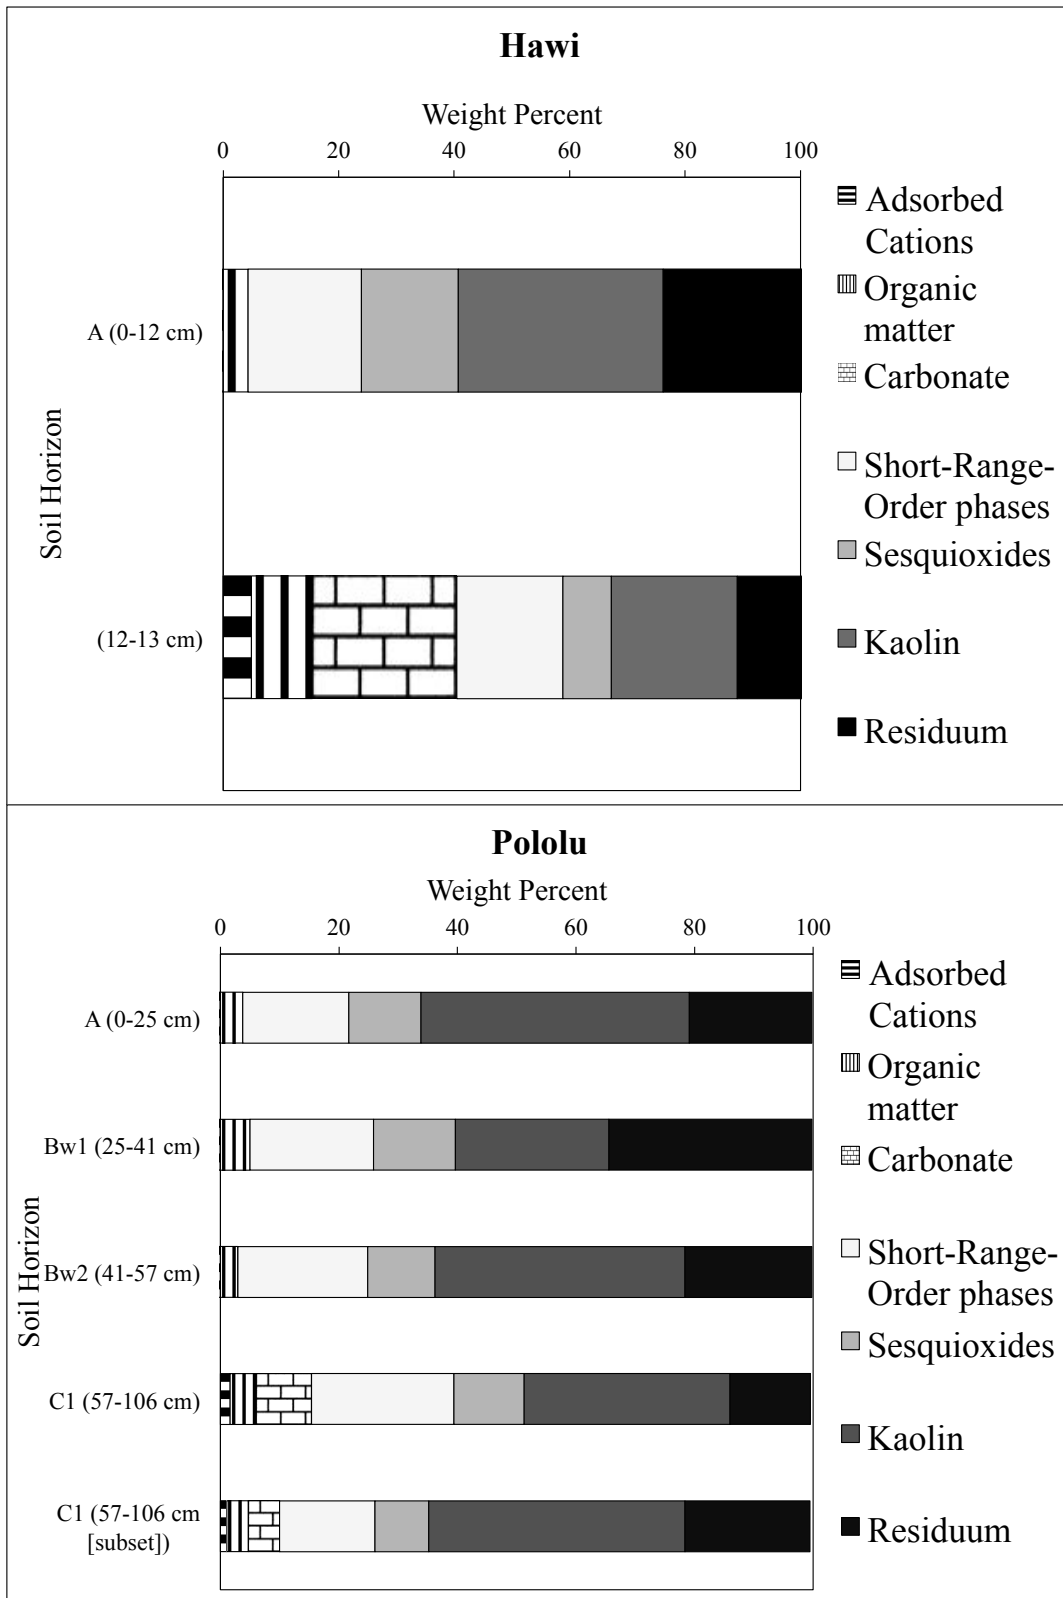 Hawi
Weight Percent
0 20 40 60 80 100
Soil Horizon
A (0-12 cm)
(12-13 cm)
Adsorbed
Cations
Organic
matter
Carbonate
Short-Range-
Order phases
Sesquioxides
Kaolin
Residuum
Pololu
Weight Percent
0 20 40 60 80 100
Soil Horizon
A (0-25 cm)
Bw1 (25-41 cm)
Bw2 (41-57 cm)
C1 (57-106 cm)
C1 (57-106 cm
[subset])
Adsorbed
Cations
Organic
matter
Carbonate
Short-Range-
Order phases
Sesquioxides
Kaolin
Residuum